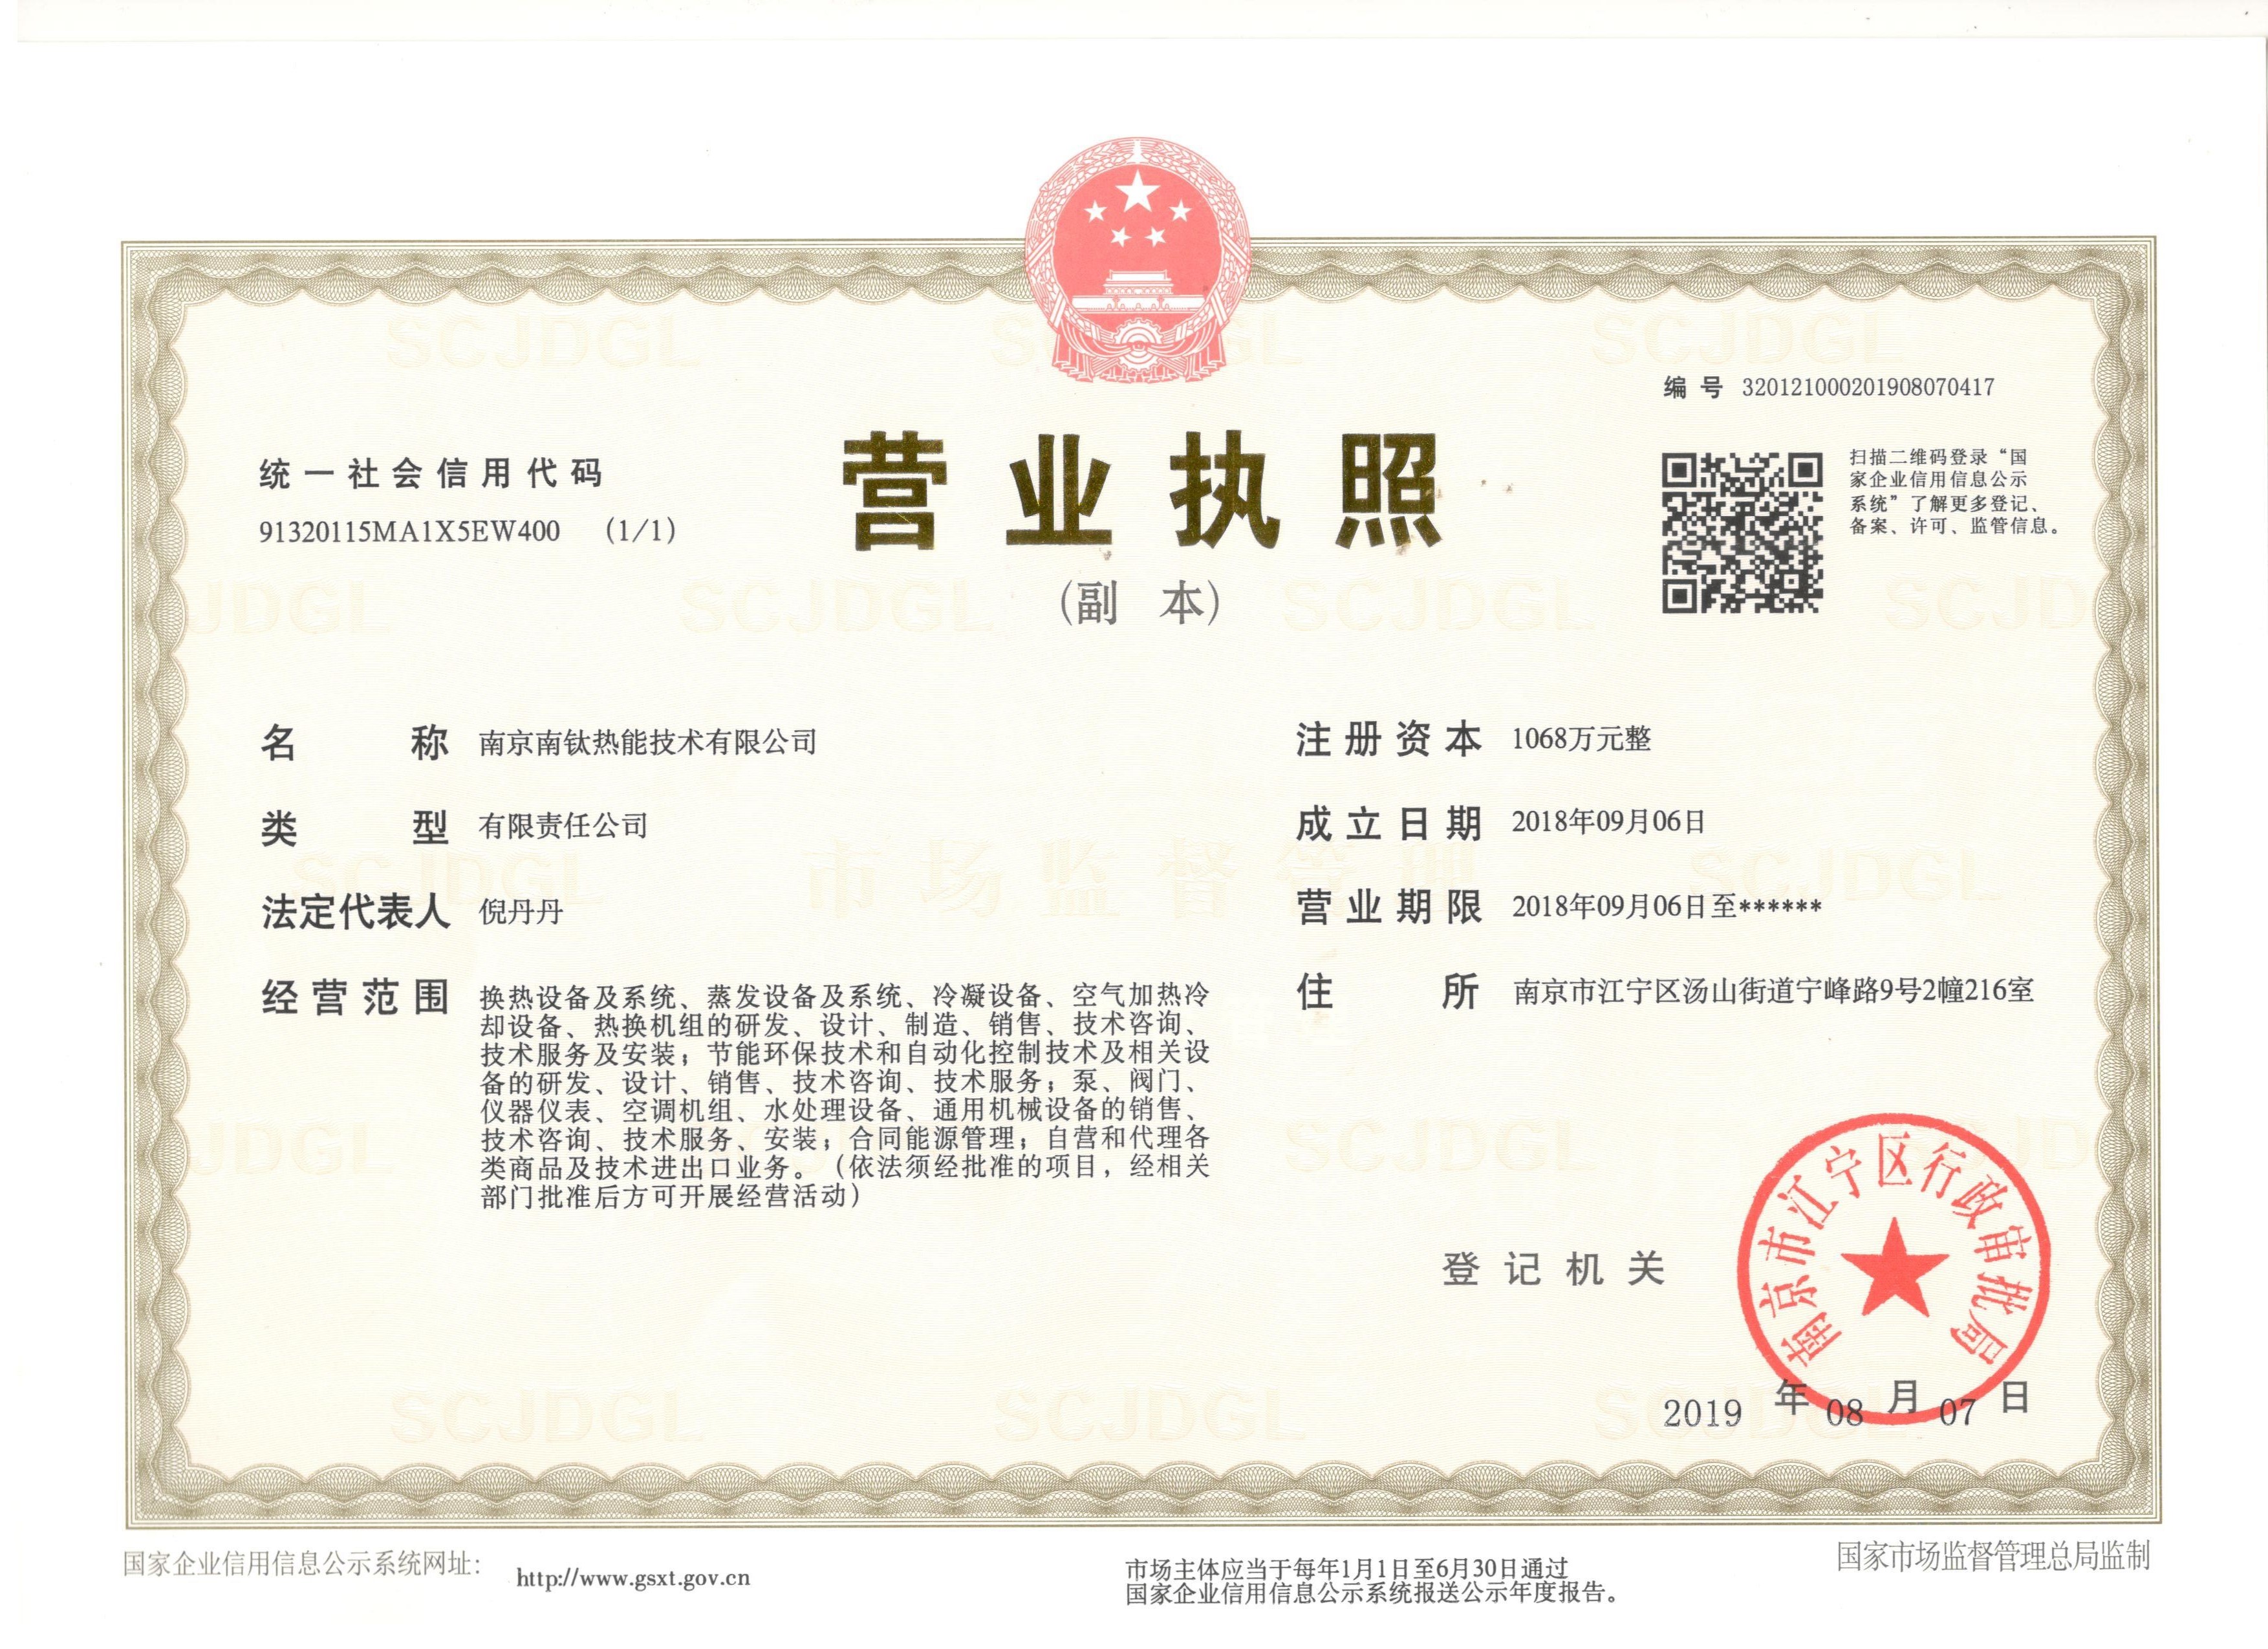 编号 320121000201908070417
统一社会信用代码
91320115MA1X5EW400 (1/1)
营业执照
(副 本)
扫描二维码登录“国
家企业信用信息公示
系统”了解更多登记、
备案、许可、监管信息。
名称 南京南钛热能技术有限公司
类型 有限责任公司
法定代表人 倪丹丹
经营范围 换热设备及系统、蒸发设备及系统、冷凝设备、空气加热冷
却设备、热换机组的研发、设计、制造、销售、技术咨询、
技术服务及安装；节能环保技术和自动化控制技术及相关设
备的研发、设计、销售、技术咨询、技术服务；泵、阀门、
仪器仪表、空调机组、水处理设备、通用机械设备的销售、
技术咨询、技术服务、安装；合同能源管理；自营和代理各
类商品及技术进出口业务。（依法须经批准的项目，经相关
部门批准后方可开展经营活动）
注册资本 1068万元整
成立日期 2018年09月06日
营业期限 2018年09月06日至******
住所 南京市江宁区汤山街道宁峰路9号2幢216室
登记机关
南京市江宁区行政审批局
2019 年 08 月 07 日
SCJDGL
市场监督管理
国家企业信用信息公示系统网址： http://www.gsxt.gov.cn
市场主体应当于每年1月1日至6月30日通过
国家企业信用信息公示系统报送公示年度报告。
国家市场监督管理总局监制